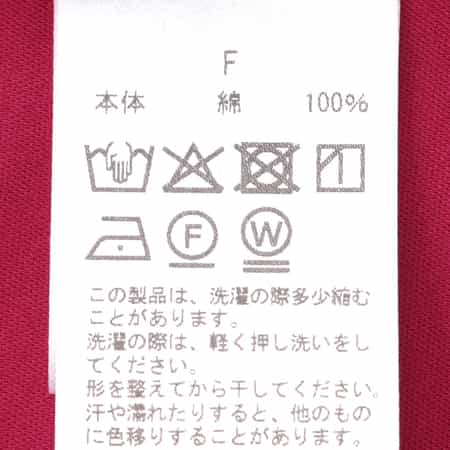 F
本体 綿 100%
F W
この製品は、洗濯の際多少縮む
ことがあります。
洗濯の際は、軽く押し洗いをし
てください。
形を整えてから干してください。
汗や濡れたりすると、他のもの
に色移りすることがあります。